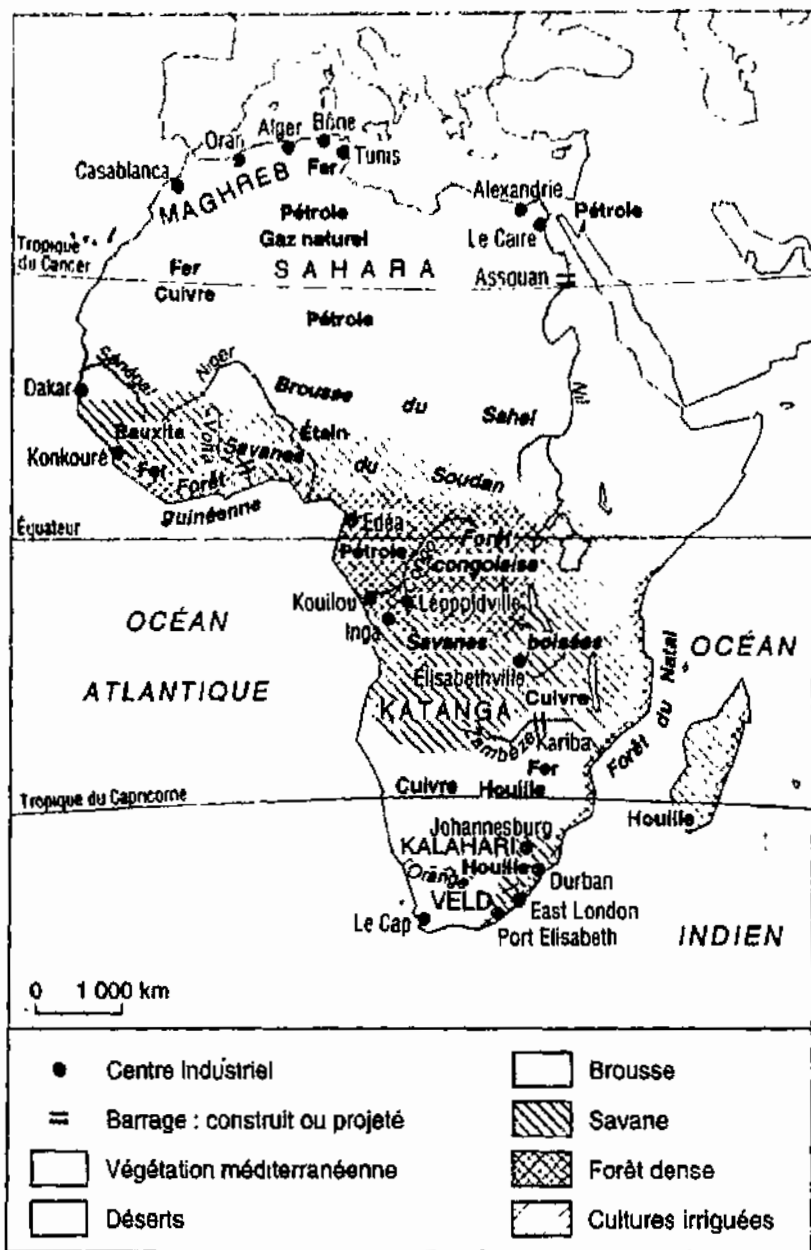 Oran
Alger
Bône
Tunis
Casablanca
Fer
MAGHREB
Alexandrie
Pétrole
Pétrole
Le Caire
Gaz naturel
Tropique
du Cancer
Fer
SAHARA
Cuivre
Assouan
Pétrole
Sénégal
Niger
Dakar
Brousse
du
Sahel
Nil
Bauxite
Volta
Savanes
Étain
du
Soudan
Konkouré
Fer
Forêt
Guinéenne
Équateur
Edéa
Forêt
Pétrole
congolaise
Congo
Kouilou
Léopoldville
Inga
OCÉAN
Savanes
boisées
OCÉAN
Élisabethville
ATLANTIQUE
Cuivre
KATANGA
Zambèze
Kariba
Forêt du Natal
Fer
Cuivre
Houille
Tropique du Capricorne
Houille
Johannesburg
KALAHARI
Houille
Orange
Durban
VELD
East London
Le Cap
Port Elisabeth
INDIEN
0 1 000 km
Centre Industriel
Barrage : construit ou projeté
Végétation méditerranéenne
Déserts
Brousse
Savane
Forêt dense
Cultures irriguées